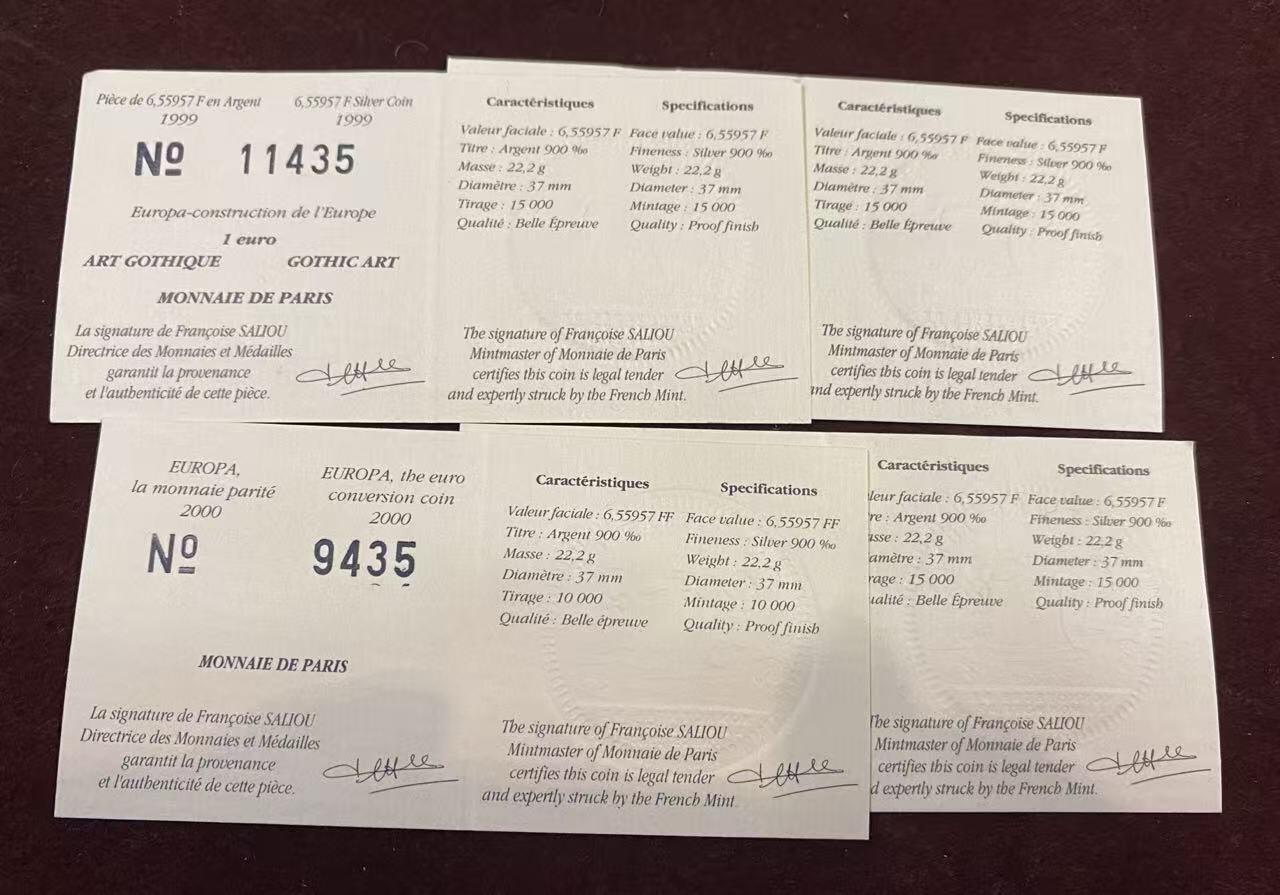 Pièce de 6,55957 F en Argent 6,55957 F Silver Coin
1999 1999
Nº 11435
Europa-construction de l'Europe
1 euro
ART GOTHIQUE GOTHIC ART
MONNAIE DE PARIS
La signature de Françoise SALIOU
Directrice des Monnaies et Médailles
garantit la provenance
et l'authenticité de cette pièce.
Caractéristiques Specifications
Valeur faciale : 6,55957 F Face value : 6,55957 F
Titre : Argent 900 ‰ Fineness : Silver 900 ‰
Masse : 22,2 g Weight : 22,2 g
Diamètre : 37 mm Diameter : 37 mm
Tirage : 15 000 Mintage : 15 000
Qualité : Belle Épreuve Quality : Proof finish
The signature of Françoise SALIOU
Mintmaster of Monnaie de Paris
certifies this coin is legal tender
and expertly struck by the French Mint.
Caractéristiques Specifications
Valeur faciale : 6,55957 F Face value : 6,55957 F
Titre : Argent 900 ‰ Fineness : Silver 900 ‰
Masse : 22,2 g Weight : 22,2 g
Diamètre : 37 mm Diameter : 37 mm
Tirage : 15 000 Mintage : 15 000
Qualité : Belle Épreuve Quality : Proof finish
The signature of Françoise SALIOU
Mintmaster of Monnaie de Paris
certifies this coin is legal tender
and expertly struck by the French Mint.
EUROPA, EUROPA, the euro
la monnaie parité conversion coin
2000 2000
Nº 9435
MONNAIE DE PARIS
La signature de Françoise SALIOU
Directrice des Monnaies et Médailles
garantit la provenance
et l'authenticité de cette pièce.
Caractéristiques Specifications
Valeur faciale : 6,55957 FF Face value : 6,55957 FF
Titre : Argent 900 ‰ Fineness : Silver 900 ‰
Masse : 22,2 g Weight : 22,2 g
Diamètre : 37 mm Diameter : 37 mm
Tirage : 10 000 Mintage : 10 000
Qualité : Belle épreuve Quality : Proof finish
The signature of Françoise SALIOU
Mintmaster of Monnaie de Paris
certifies this coin is legal tender
and expertly struck by the French Mint.
Caractéristiques Specifications
leur faciale : 6,55957 F Face value : 6,55957 F
re : Argent 900 ‰ Fineness : Silver 900 ‰
sse : 22,2 g Weight : 22,2 g
amètre : 37 mm Diameter : 37 mm
rage : 15 000 Mintage : 15 000
ualité : Belle Épreuve Quality : Proof finish
The signature of Françoise SALIOU
Mintmaster of Monnaie de Paris
certifies this coin is legal tender
d expertly struck by the French Mint.